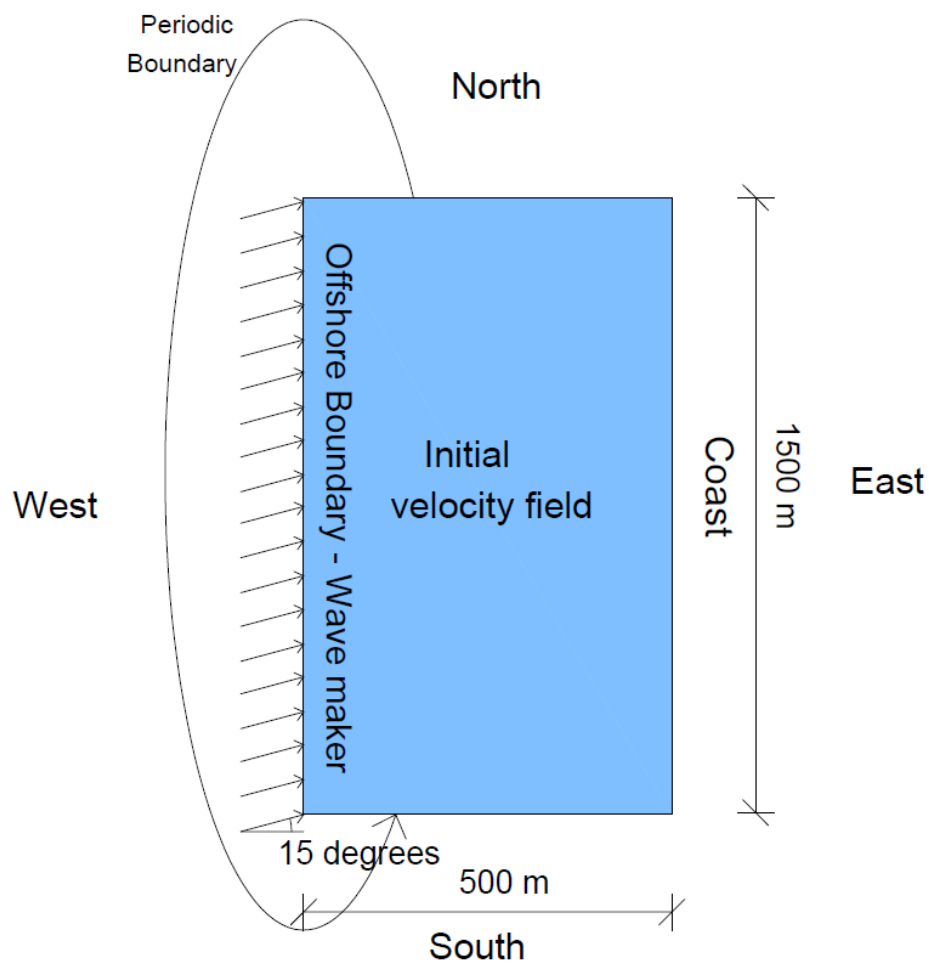 Periodic
Boundary
North
Offshore Boundary - Wave maker
Initial
velocity field
Coast
1500 m
East
West
15 degrees
500 m
South